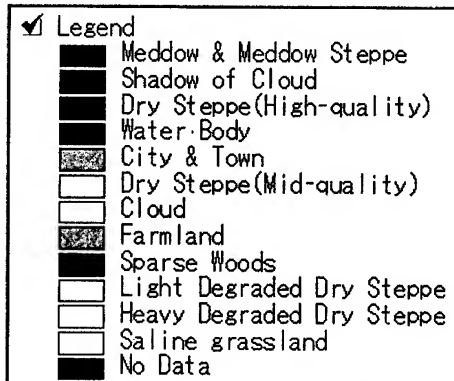 Legend
Meddow & Meddow Steppe
Shadow of Cloud
Dry Steppe(High-quality)
Water Body
City & Town
Dry Steppe(Mid-quality)
Cloud
Farmland
Sparse Woods
Light Degraded Dry Steppe
Heavy Degraded Dry Steppe
Saline grassland
No Data